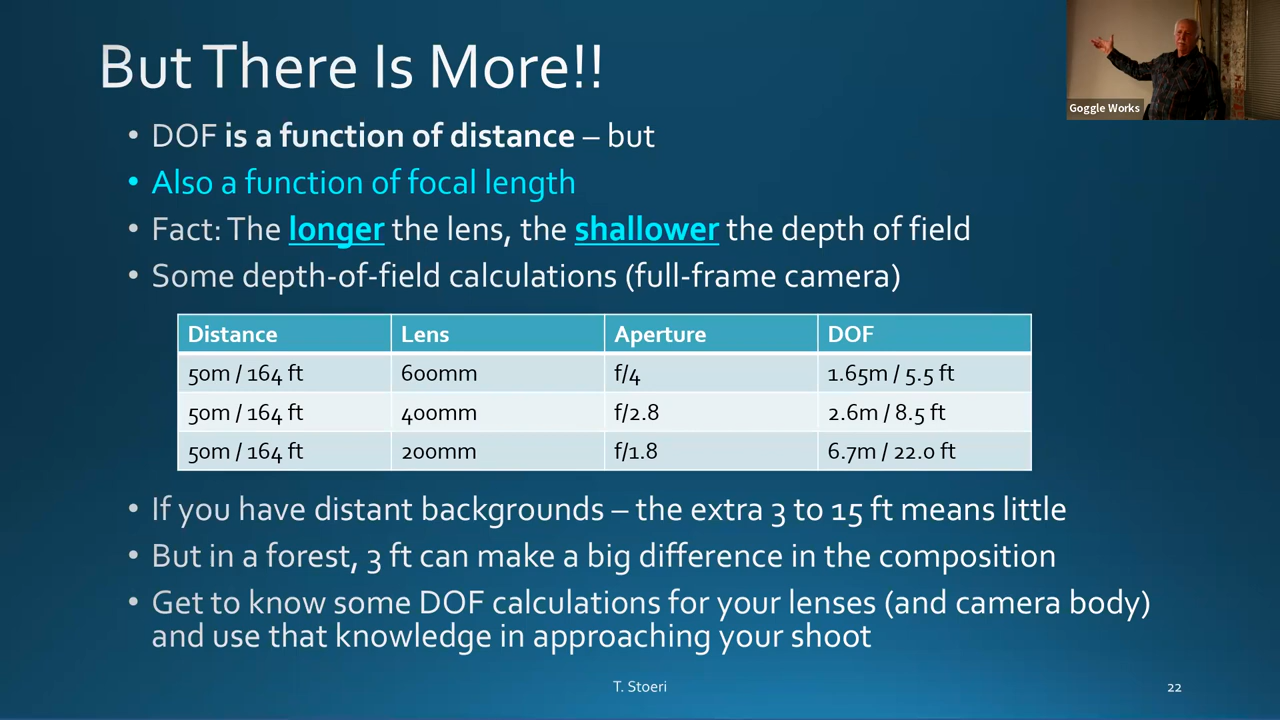 But There Is More!!
Goggle Works
• DOF is a function of distance – but
• Also a function of focal length
• Fact: The longer the lens, the shallower the depth of field
• Some depth-of-field calculations (full-frame camera)
Distance Lens Aperture DOF
50m / 164 ft 600mm f/4 1.65m / 5.5 ft
50m / 164 ft 400mm f/2.8 2.6m / 8.5 ft
50m / 164 ft 200mm f/1.8 6.7m / 22.0 ft
• If you have distant backgrounds – the extra 3 to 15 ft means little
• But in a forest, 3 ft can make a big difference in the composition
• Get to know some DOF calculations for your lenses (and camera body)
and use that knowledge in approaching your shoot
T. Stoeri 22